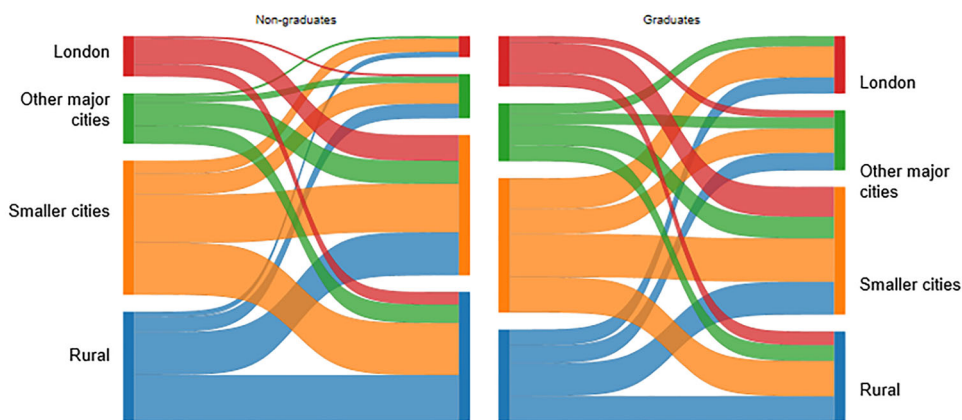 Non-graduates
Graduates
London
Other major
cities
Smaller cities
Rural
London
Other major
cities
Smaller cities
Rural